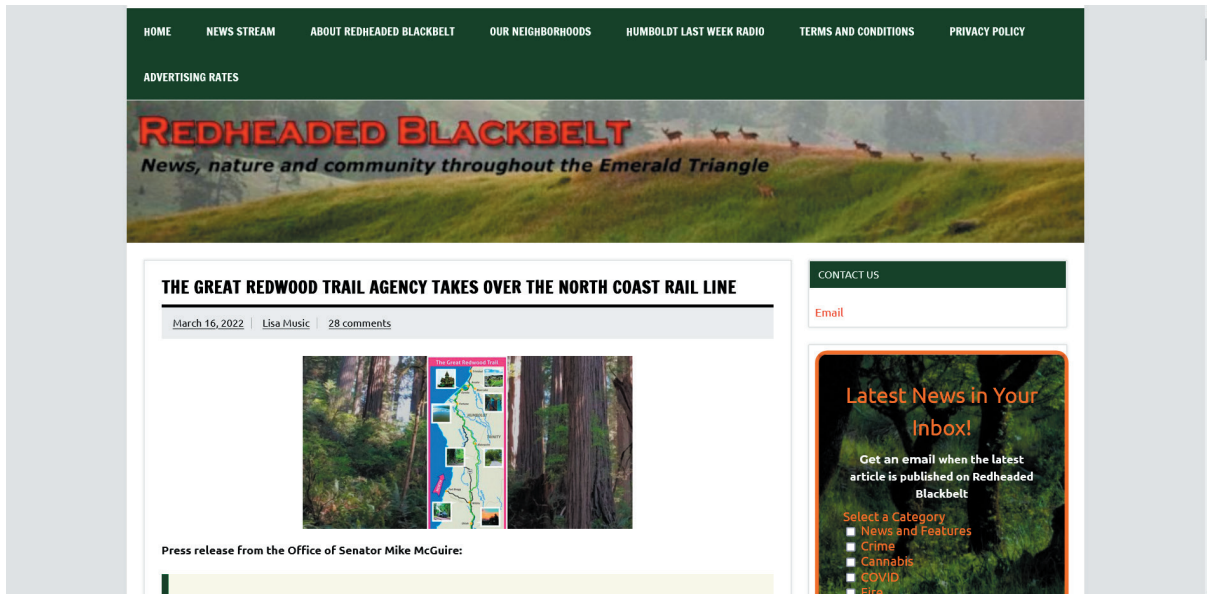 HOME NEWS STREAM ABOUT REDHEADED BLACKBELT OUR NEIGHBORHOODS HUMBOLDT LAST WEEK RADIO TERMS AND CONDITIONS PRIVACY POLICY
ADVERTISING RATES
REDHEADED BLACKBELT
News, nature and community throughout the Emerald Triangle
THE GREAT REDWOOD TRAIL AGENCY TAKES OVER THE NORTH COAST RAIL LINE
March 16, 2022 Lisa Music 28 comments
The Great Redwood Trail
HUMBOLDT
Press release from the Office of Senator Mike McGuire:
CONTACT US
Email
Latest News in Your
Inbox!
Get an email when the latest
article is published on Redheaded
Blackbelt
Select a Category
News and Features
Crime
Cannabis
COVID
Fire